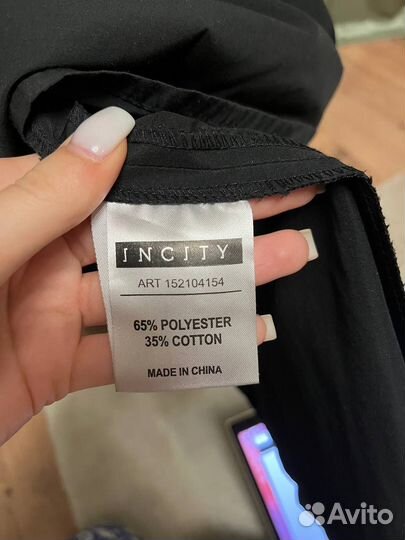 INCITY
ART 152104154
65% POLYESTER
35% COTTON
MADE IN CHINA
Avito